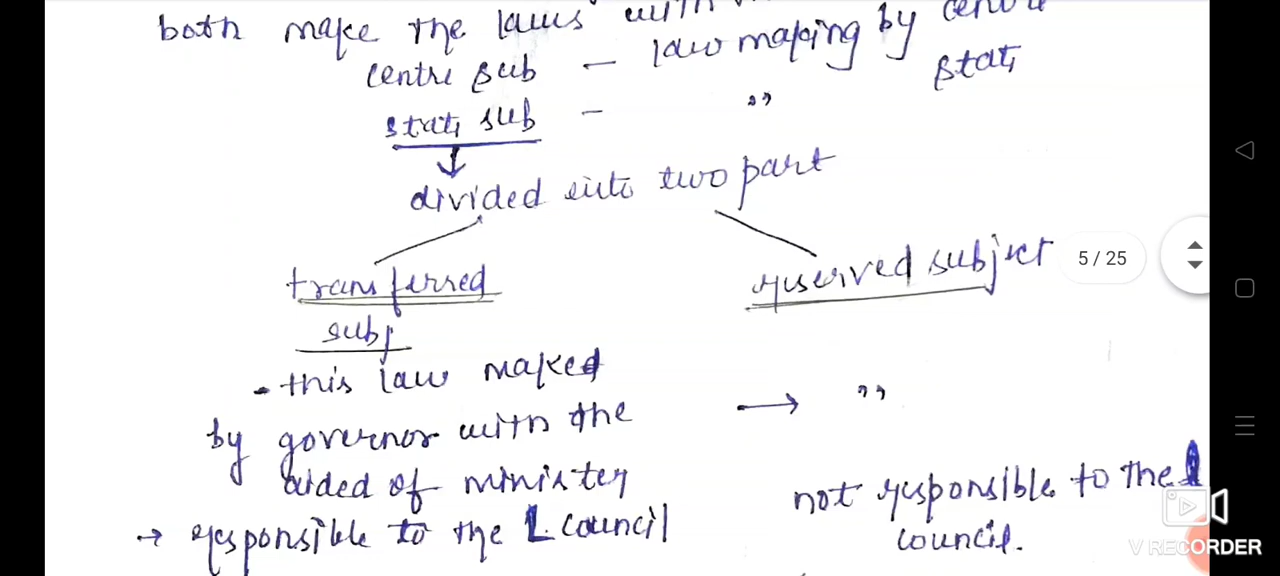 both make the laws with
centre sub — law making by centre
state sub — ,, state
divided into two part
transferred subj
reserved subject
5 / 25
• this law maked
by governor with the → ,,
aided of minister
→ responsible to the L council
not responsible to the L
council.
V RECORDER